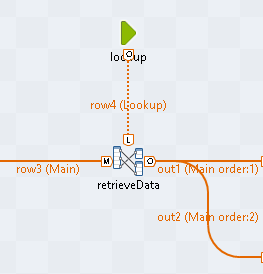 O
lookup
row4 (Lookup)
L
M
O
row3 (Main)
out1 (Main order:1)
retrieveData
out2 (Main order:2)